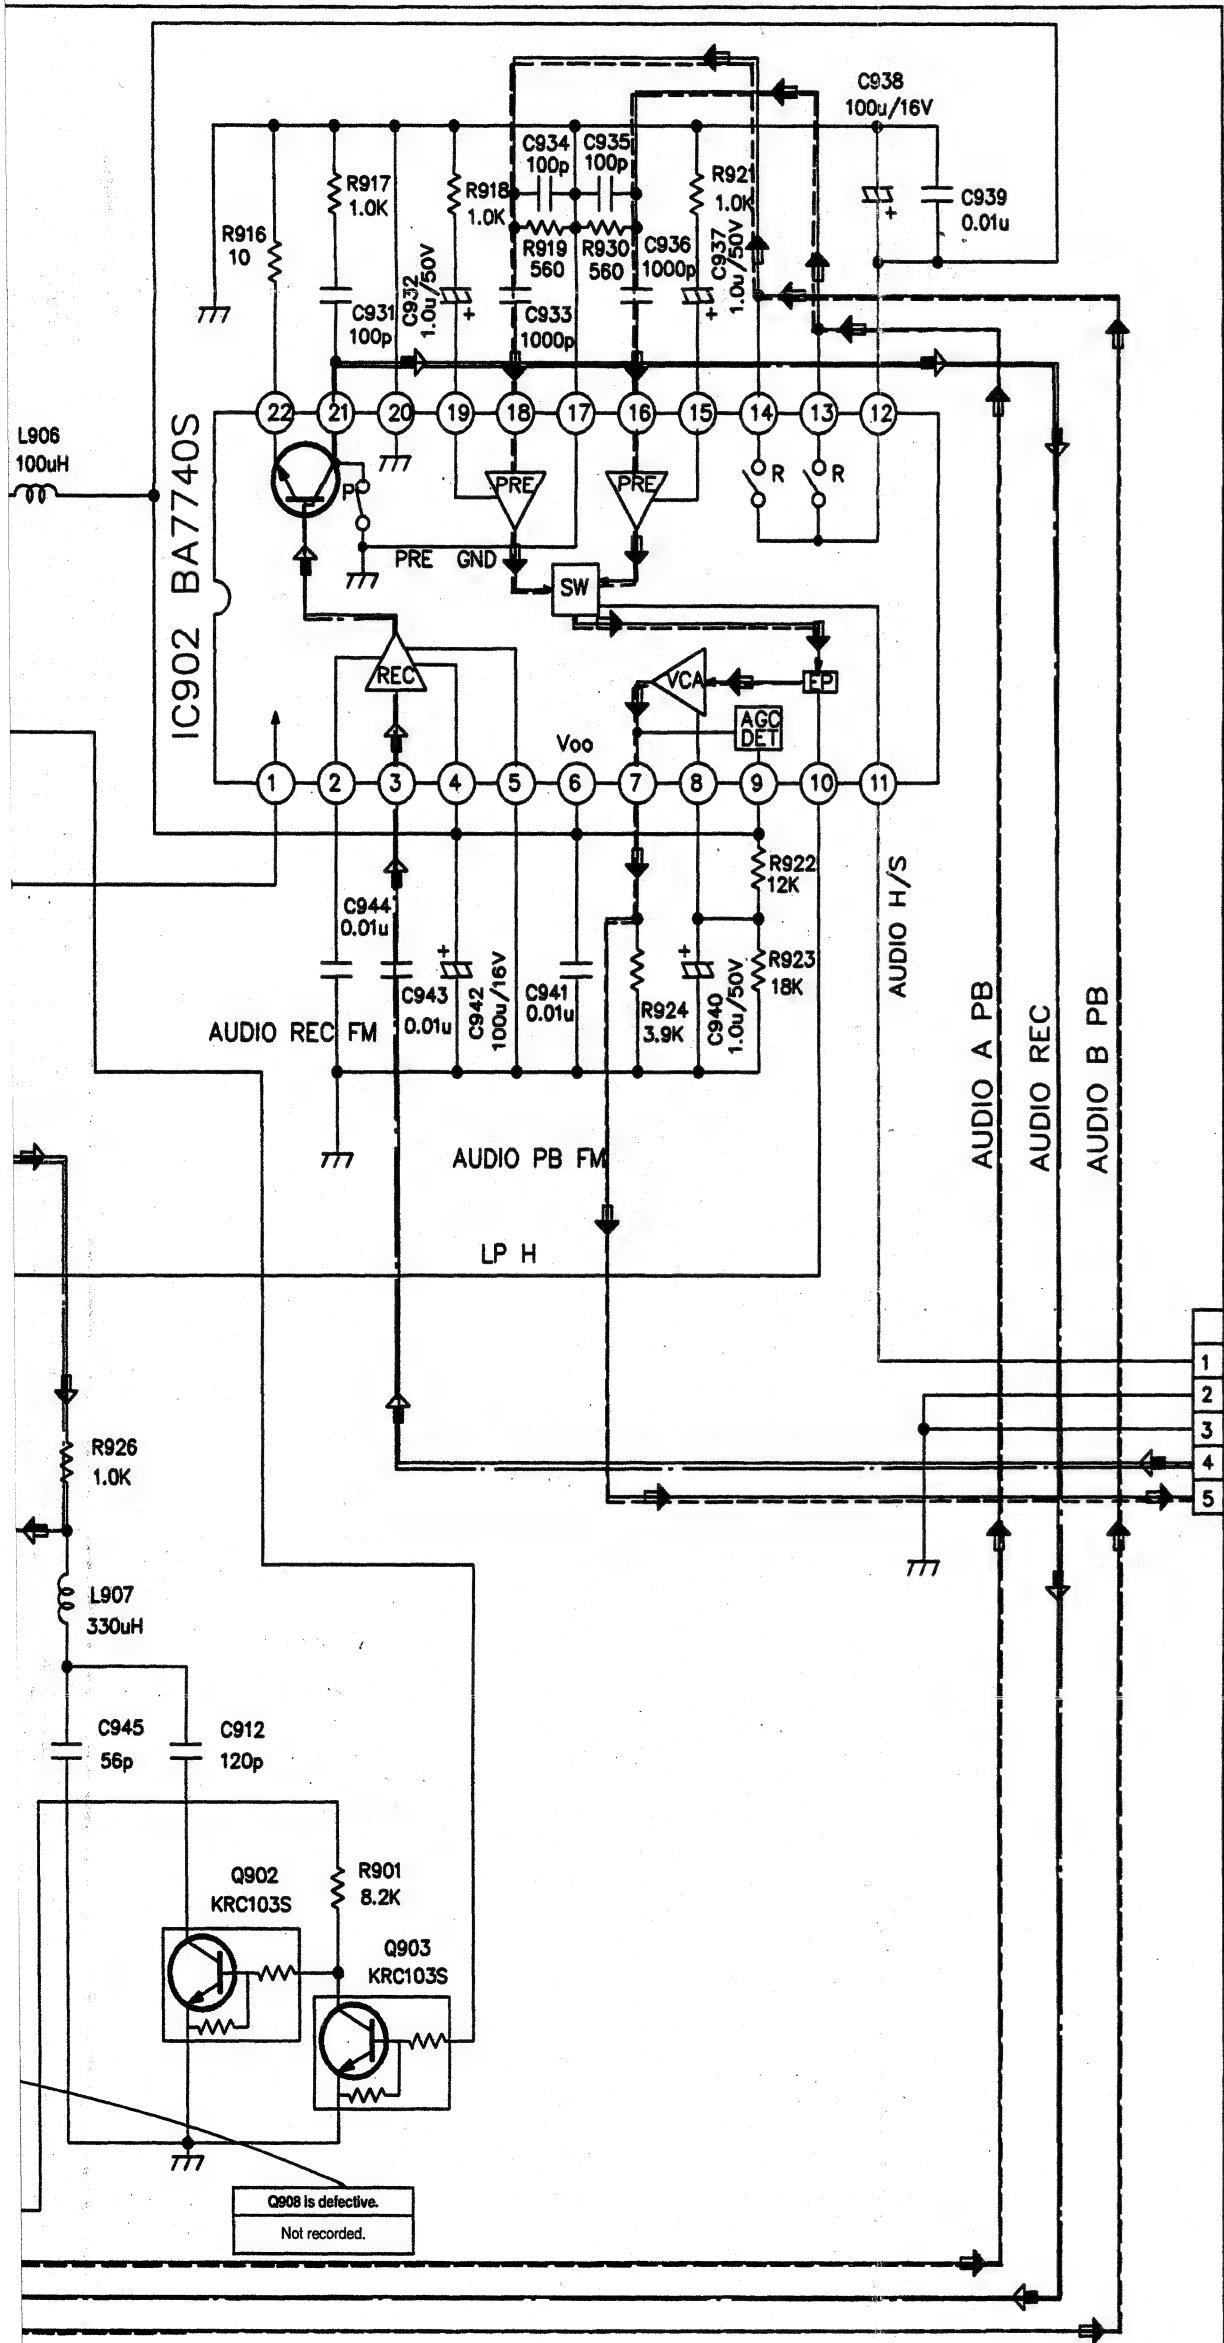 C938
100u/16V
C934
100p
C935
100p
R917
1.0K
R918
1.0K
R921
1.0K
C939
0.01u
R916
10
R919
560
R930
560
C936
1000p
C937
1.0u/50V
C932
1.0u/50V
+
+
+
C931
100p
C933
1000p
22
21
20
19
18
17
16
15
14
13
12
L906
100uH
IC902 BA7740S
P
PRE
PRE
R
R
PRE GND
SW
REC
VCA
EP
AGC
DET
Voo
1
2
3
4
5
6
7
8
9
10
11
R922
12K
C944
0.01u
AUDIO H/S
+
C943
0.01u
C942
100u/16V
C941
0.01u
R924
3.9K
+
C940
1.0u/50V
R923
18K
AUDIO REC FM
AUDIO A PB
AUDIO REC
AUDIO B PB
AUDIO PB FM
LP H
1
2
3
4
5
R926
1.0K
L907
330uH
C945
56p
C912
120p
Q902
KRC103S
R901
8.2K
Q903
KRC103S
Q908 is defective.
Not recorded.